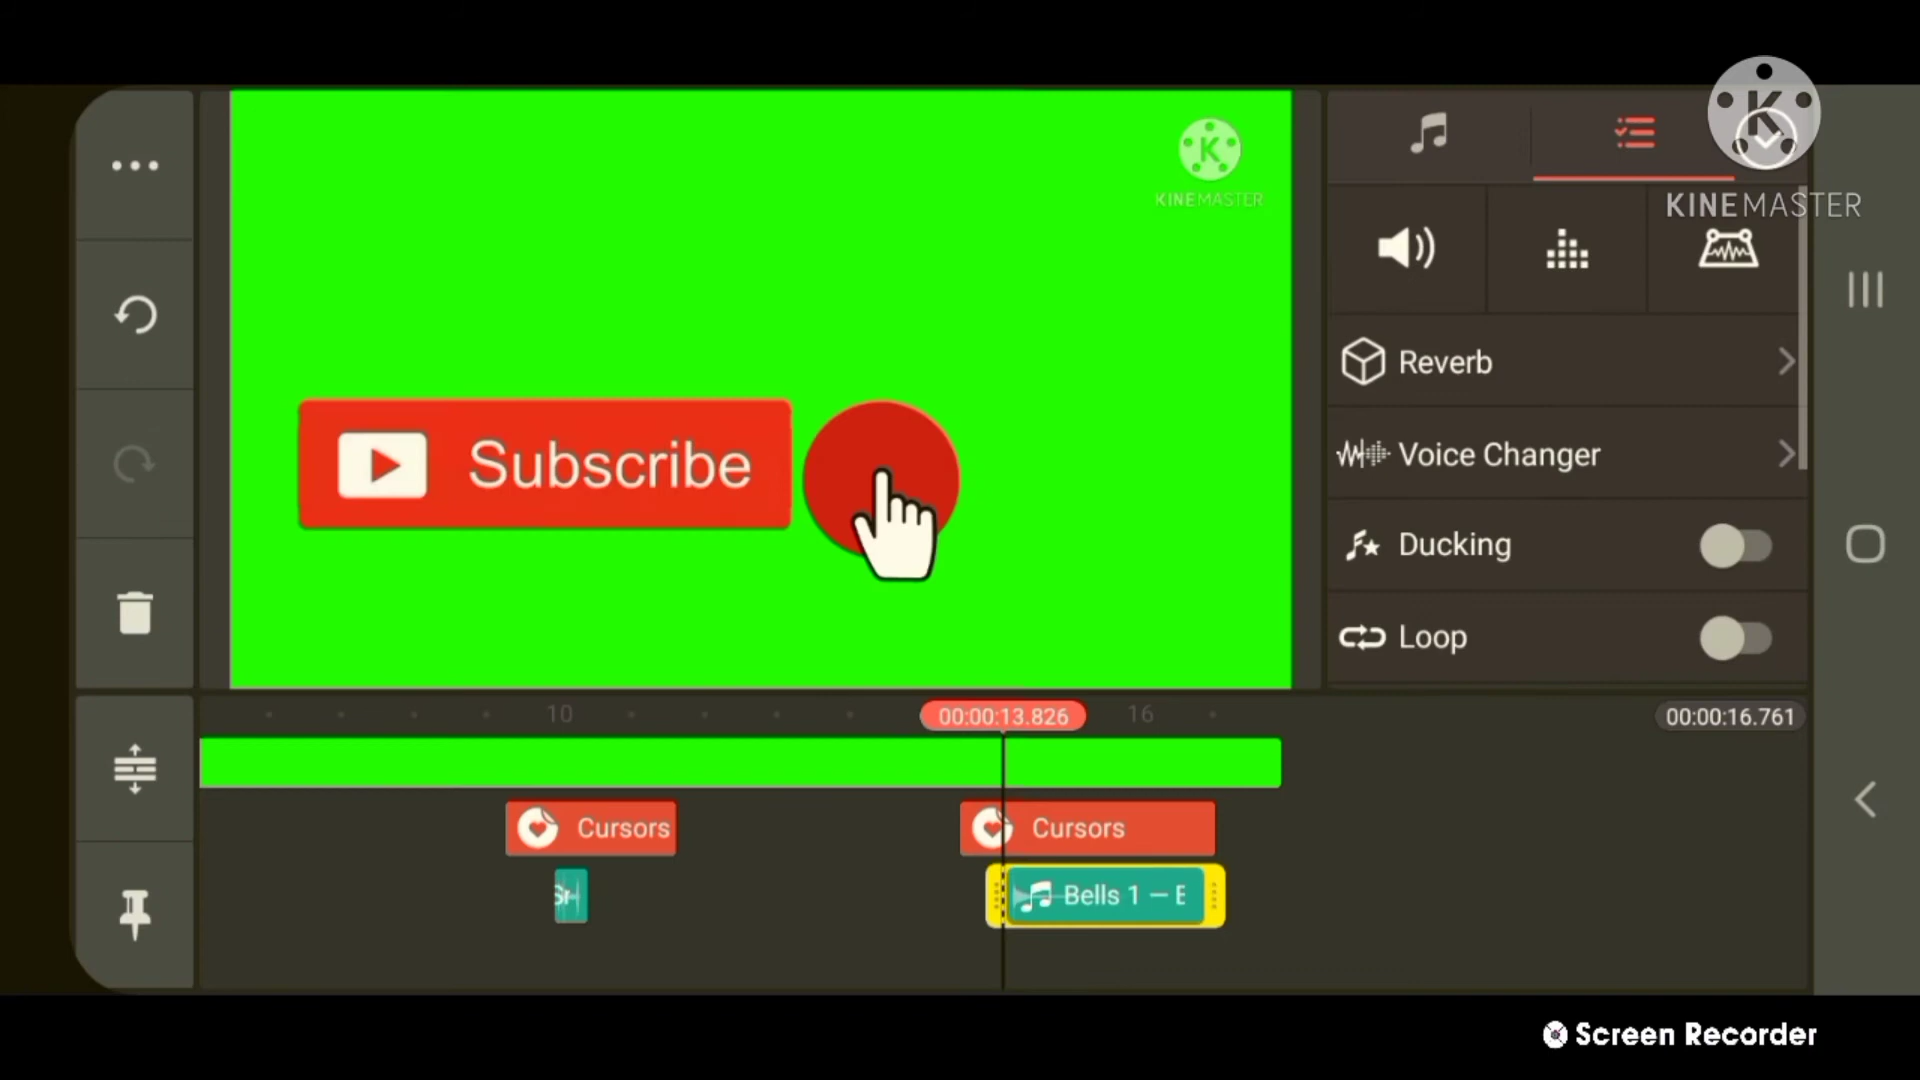 KINEMASTER
KINEMASTER
Subscribe
Reverb
Voice Changer
Ducking
Loop
10
00:00:13.826
16
00:00:16.761
Cursors
Cursors
Bells 1 – E
Screen Recorder